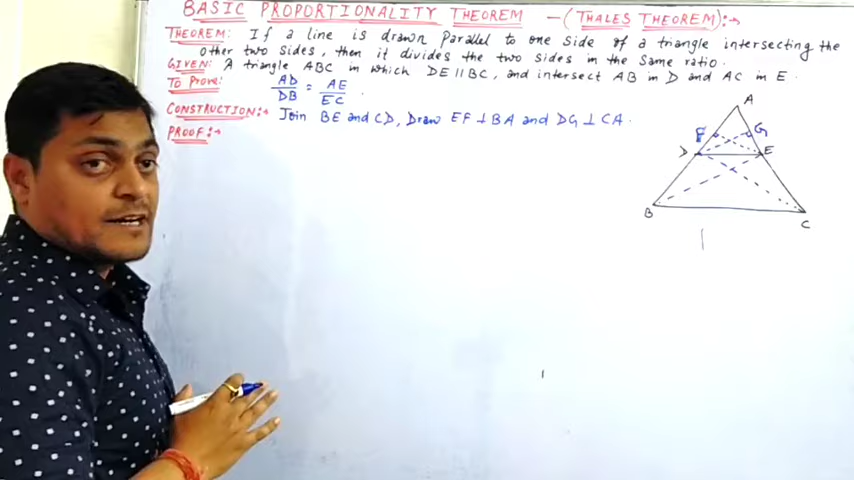 BASIC PROPORTIONALITY THEOREM - (THALES THEOREM):→
THEOREM: If a line is drawn parallel to one side of a triangle intersecting the
other two sides, then it divides the two sides in the same ratio.
GIVEN: A triangle ABC in which DE || BC, and intersect AB in D and AC in E.
TO PROVE: AD/DB = AE/EC.
CONSTRUCTION:→ Join BE and CD, Draw EF ⊥ BA and DG ⊥ CA.
PROOF:→
A
F G
D E
B C